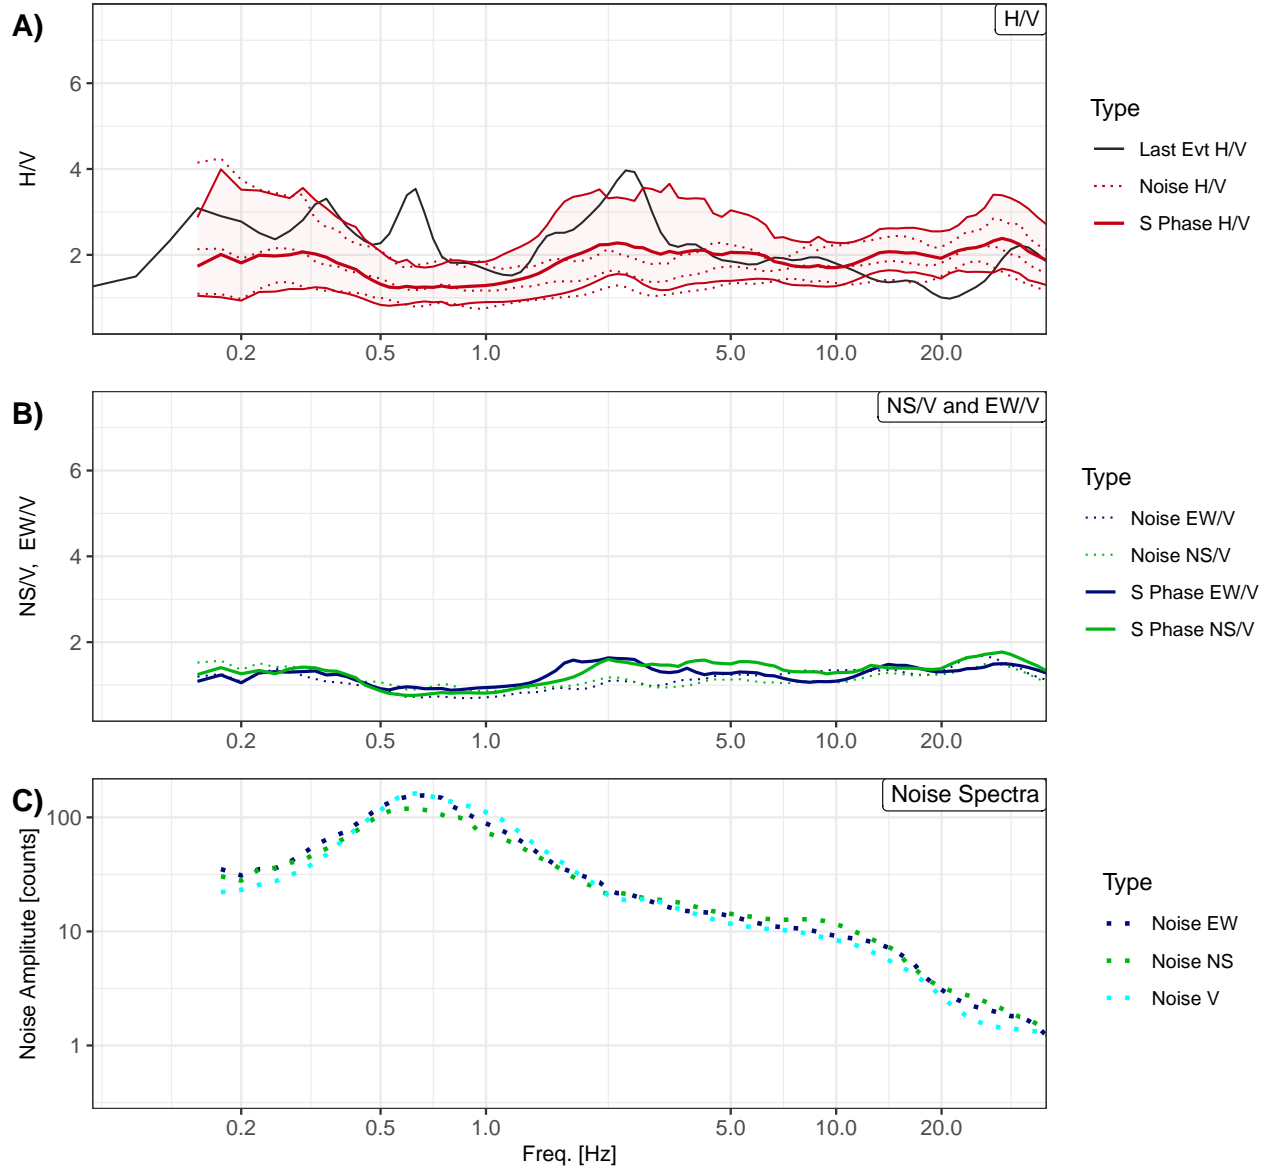 A)
H/V
6
4
2
H/V
0.2 0.5 1.0 5.0 10.0 20.0
Type
Last Evt H/V
Noise H/V
S Phase H/V
B)
NS/V and EW/V
6
4
2
NS/V, EW/V
0.2 0.5 1.0 5.0 10.0 20.0
Type
Noise EW/V
Noise NS/V
S Phase EW/V
S Phase NS/V
C)
Noise Spectra
100
10
1
Noise Amplitute [counts]
0.2 0.5 1.0 5.0 10.0 20.0
Freq. [Hz]
Type
Noise EW
Noise NS
Noise V